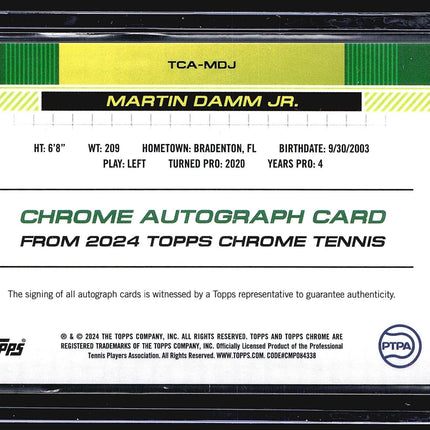 TCA-MDJ
MARTIN DAMM JR.
HT: 6'8" WT: 209 HOMETOWN: BRADENTON, FL BIRTHDATE: 9/30/2003
PLAY: LEFT TURNED PRO: 2020 YEARS PRO: 4
CHROME AUTOGRAPH CARD
FROM 2024 TOPPS CHROME TENNIS
The signing of all autograph cards is witnessed by a Topps representative to guarantee authenticity.
® & © 2024 THE TOPPS COMPANY, INC. ALL RIGHTS RESERVED. TOPPS AND TOPPS CHROME ARE
REGISTERED TRADEMARKS OF THE TOPPS COMPANY, INC. Officially Licensed Product of the Professional
Tennis Players Association. All Rights Reserved. WWW.TOPPS.COM. CODE#CMP084338
TOPPS
PTPA